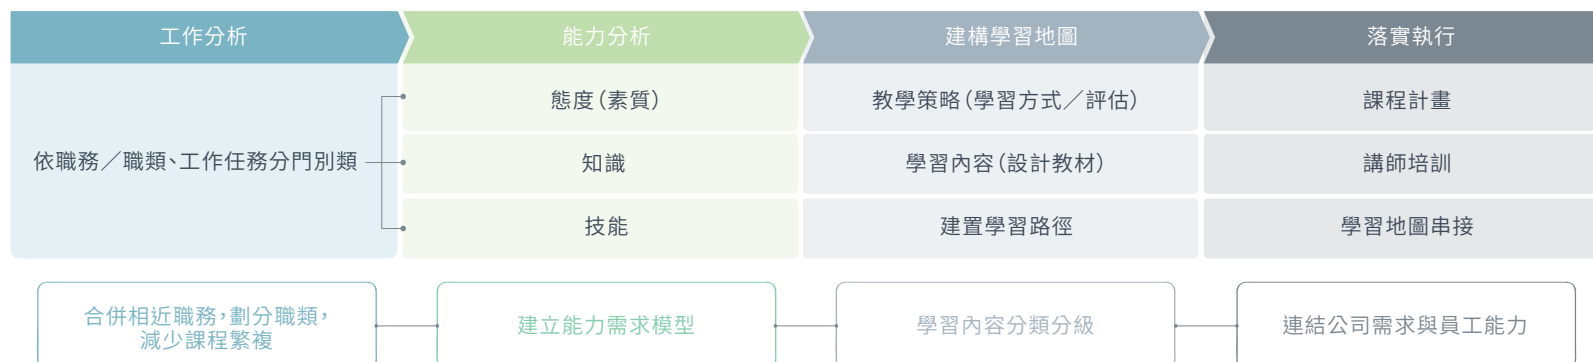 工作分析
能力分析
建構學習地圖
落實執行
依職務／職類、工作任務分門別類
態度(素質)
教學策略(學習方式／評估)
課程計畫
知識
學習內容(設計教材)
講師培訓
技能
建置學習路徑
學習地圖串接
合併相近職務,劃分職類,
減少課程繁複
建立能力需求模型
學習內容分類分級
連結公司需求與員工能力